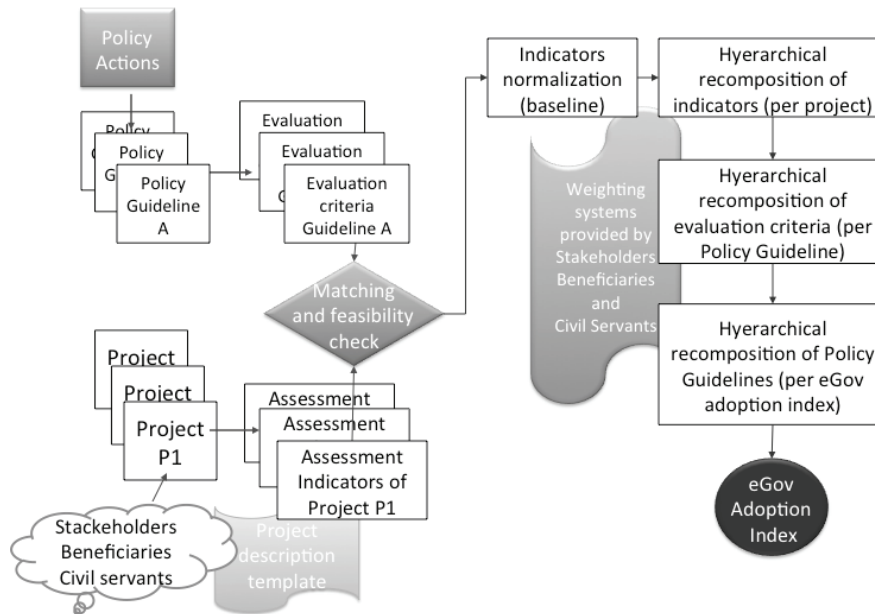 Policy
Actions
Policy
G
Policy
G
Policy
Guideline
A
Evaluation
Evaluation
G
Evaluation
criteria
Guideline A
Matching
and feasibility
check
Project
Project
Project
P1
Assessment
Assessment
Assessment
Indicators of
Project P1
Stackeholders
Beneficiaries
Civil servants
Project
description
template
Indicators
normalization
(baseline)
Hyerarchical
recomposition of
indicators (per project)
Weighting
systems
provided by
Stakeholders
Beneficiaries
and
Civil Servants
Hyerarchical
recomposition of
evaluation criteria (per
Policy Guideline)
Hyerarchical
recomposition of Policy
Guidelines (per eGov
adoption index)
eGov
Adoption
Index